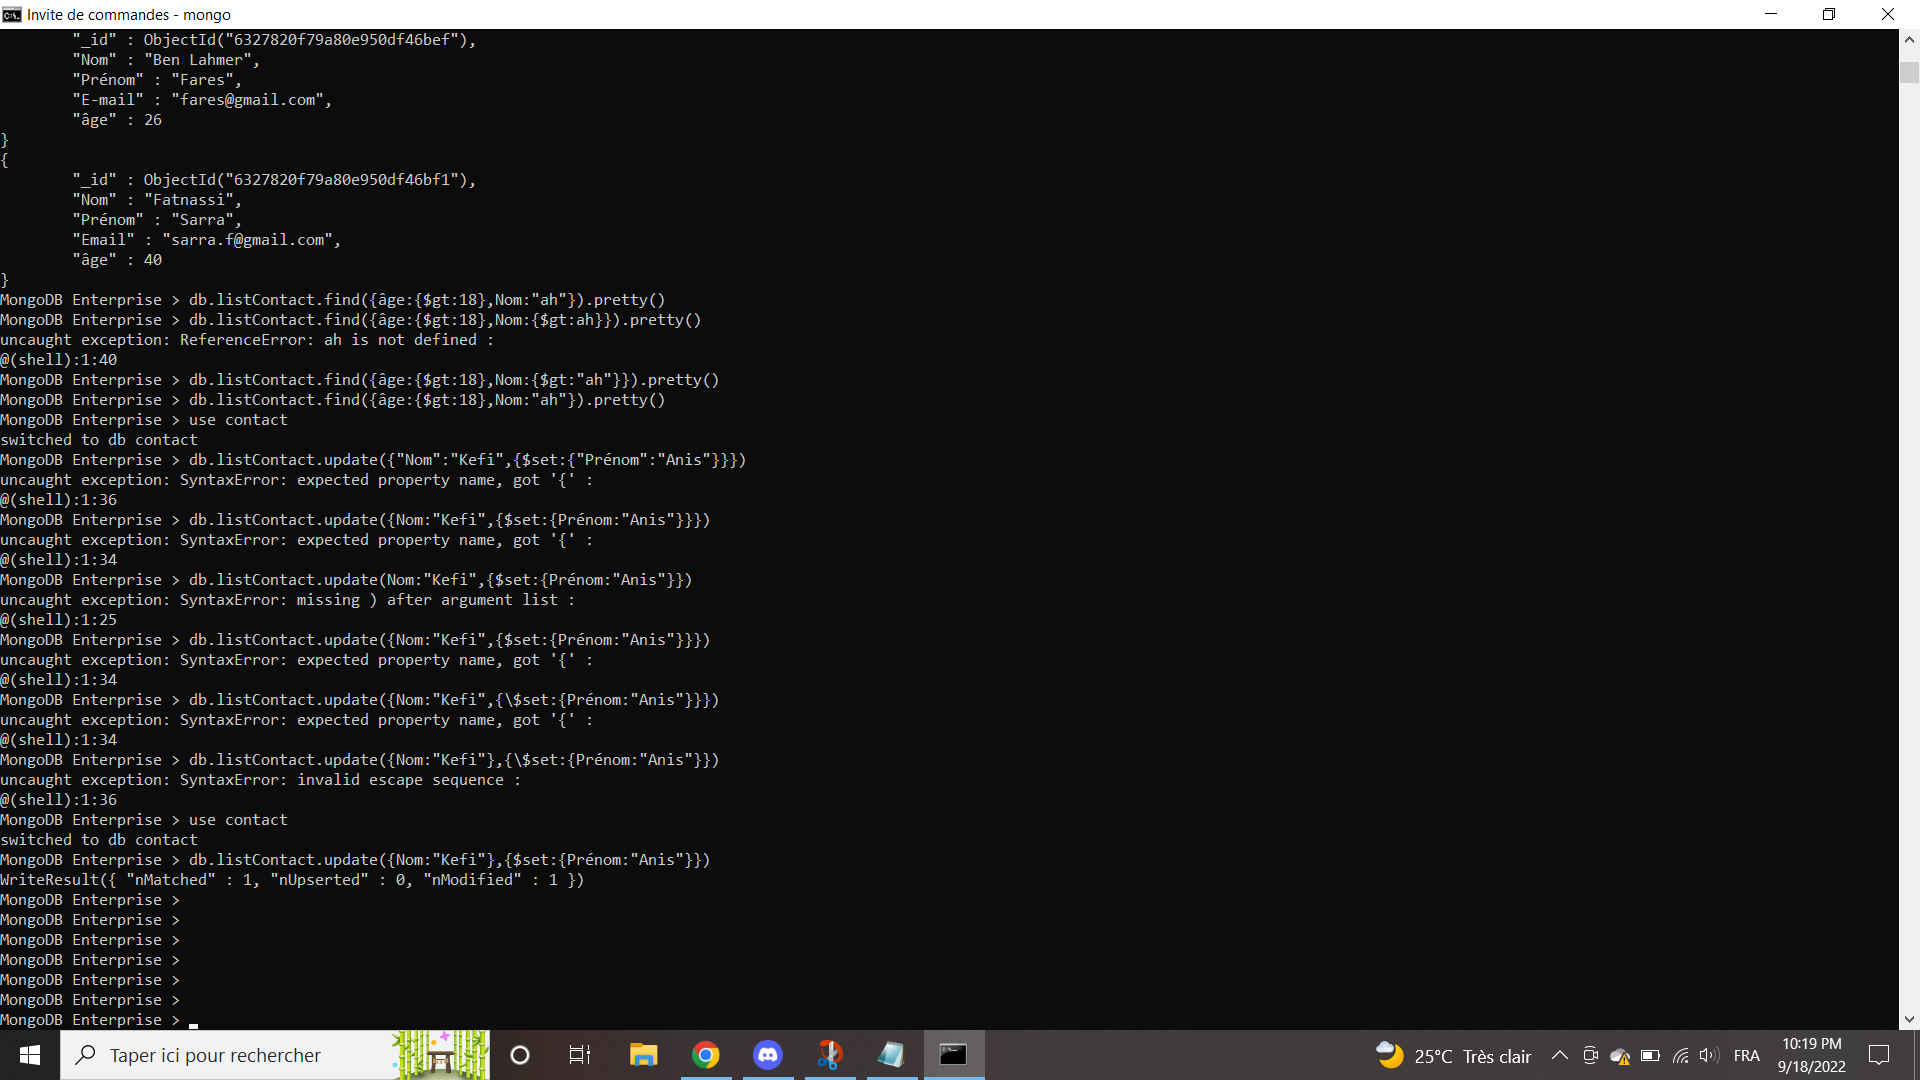 Invite de commandes - mongo
"_id" : ObjectId("6327820f79a80e950df46bef"),
"Nom" : "Ben Lahmer",
"Prénom" : "Fares",
"E-mail" : "fares@gmail.com",
"âge" : 26
}
{
"_id" : ObjectId("6327820f79a80e950df46bf1"),
"Nom" : "Fatnassi",
"Prénom" : "Sarra",
"Email" : "sarra.f@gmail.com",
"âge" : 40
}
MongoDB Enterprise > db.listContact.find({âge:{$gt:18},Nom:"ah"}).pretty()
MongoDB Enterprise > db.listContact.find({âge:{$gt:18},Nom:{$gt:ah}}).pretty()
uncaught exception: ReferenceError: ah is not defined :
@(shell):1:40
MongoDB Enterprise > db.listContact.find({âge:{$gt:18},Nom:{$gt:"ah"}}).pretty()
MongoDB Enterprise > db.listContact.find({âge:{$gt:18},Nom:"ah"}).pretty()
MongoDB Enterprise > use contact
switched to db contact
MongoDB Enterprise > db.listContact.update({"Nom":"Kefi",{$set:{"Prénom":"Anis"}}})
uncaught exception: SyntaxError: expected property name, got '{' :
@(shell):1:36
MongoDB Enterprise > db.listContact.update({Nom:"Kefi",{$set:{Prénom:"Anis"}}})
uncaught exception: SyntaxError: expected property name, got '{' :
@(shell):1:34
MongoDB Enterprise > db.listContact.update(Nom:"Kefi",{$set:{Prénom:"Anis"}})
uncaught exception: SyntaxError: missing ) after argument list :
@(shell):1:25
MongoDB Enterprise > db.listContact.update({Nom:"Kefi",{$set:{Prénom:"Anis"}}})
uncaught exception: SyntaxError: expected property name, got '{' :
@(shell):1:34
MongoDB Enterprise > db.listContact.update({Nom:"Kefi",{\$set:{Prénom:"Anis"}}})
uncaught exception: SyntaxError: expected property name, got '{' :
@(shell):1:34
MongoDB Enterprise > db.listContact.update({Nom:"Kefi"},{\$set:{Prénom:"Anis"}})
uncaught exception: SyntaxError: invalid escape sequence :
@(shell):1:36
MongoDB Enterprise > use contact
switched to db contact
MongoDB Enterprise > db.listContact.update({Nom:"Kefi"},{$set:{Prénom:"Anis"}})
WriteResult({ "nMatched" : 1, "nUpserted" : 0, "nModified" : 1 })
MongoDB Enterprise >
MongoDB Enterprise >
MongoDB Enterprise >
MongoDB Enterprise >
MongoDB Enterprise >
MongoDB Enterprise >
MongoDB Enterprise >
Taper ici pour rechercher
25°C Très clair
FRA
10:19 PM
9/18/2022